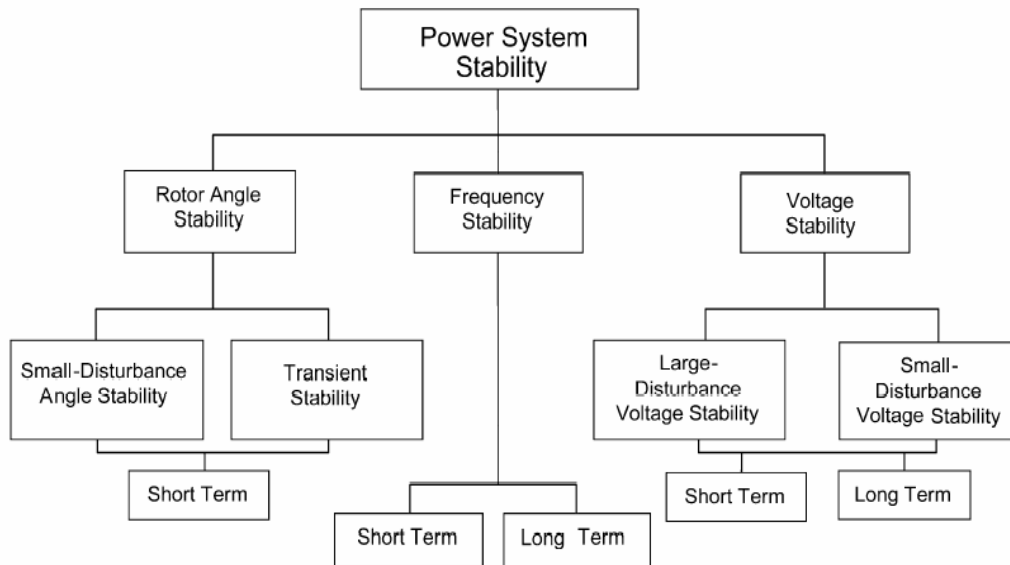 Power System
Stability
Rotor Angle
Stability
Frequency
Stability
Voltage
Stability
Small-Disturbance
Angle Stability
Transient
Stability
Large-
Disturbance
Voltage Stability
Small-
Disturbance
Voltage Stability
Short Term
Short Term
Long Term
Short Term
Long Term